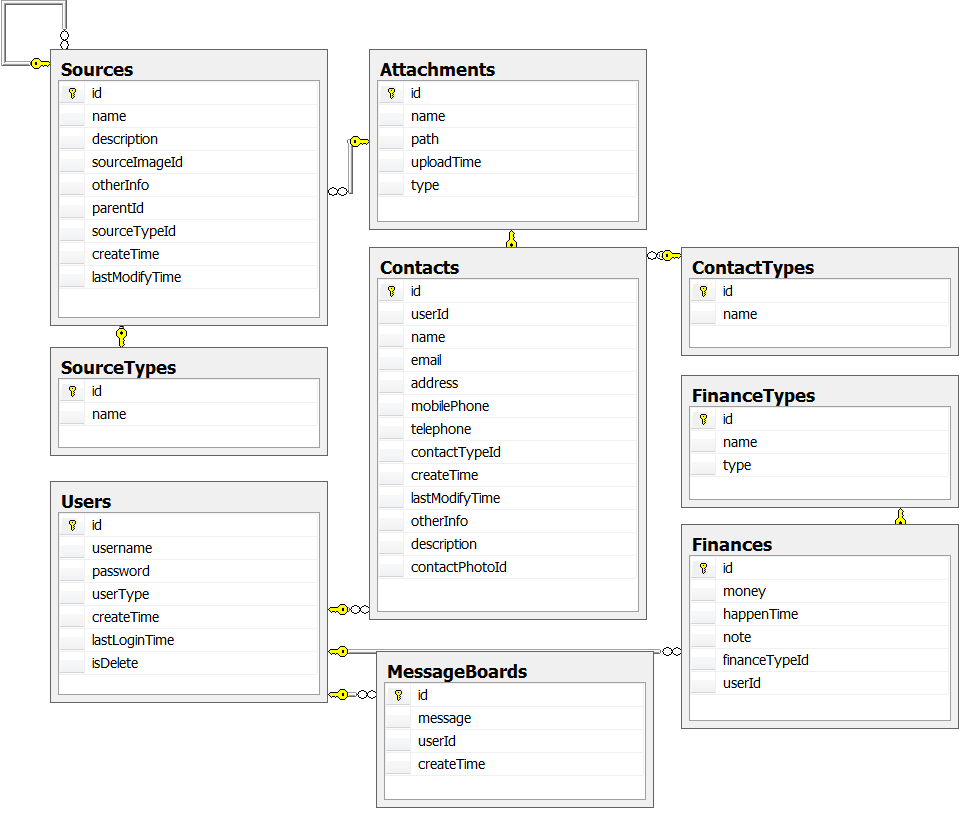 Sources
id
name
description
sourceImageId
otherInfo
parentId
sourceTypeId
createTime
lastModifyTime
Attachments
id
name
path
uploadTime
type
Contacts
id
userId
name
email
address
mobilePhone
telephone
contactTypeId
createTime
lastModifyTime
otherInfo
description
contactPhotoId
ContactTypes
id
name
SourceTypes
id
name
FinanceTypes
id
name
type
Users
id
username
password
userType
createTime
lastLoginTime
isDelete
Finances
id
money
happenTime
note
financeTypeId
userId
MessageBoards
id
message
userId
createTime